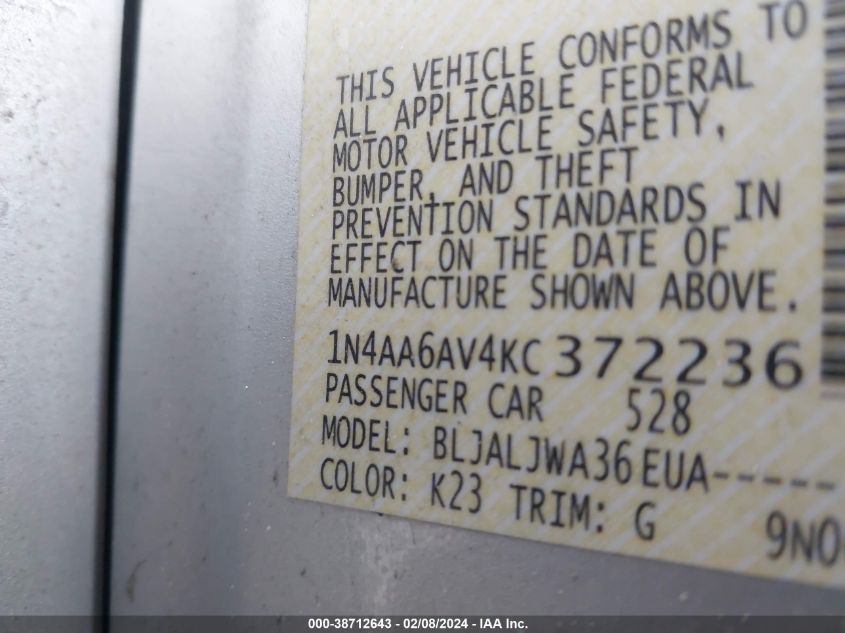 THIS VEHICLE CONFORMS TO
ALL APPLICABLE FEDERAL
MOTOR VEHICLE SAFETY,
BUMPER, AND THEFT
PREVENTION STANDARDS IN
EFFECT ON THE DATE OF
MANUFACTURE SHOWN ABOVE.
1N4AA6AV4KC372236
PASSENGER CAR 528
MODEL: BLJALJWA36EUA-----
COLOR: K23 TRIM: G 9N0
000-38712643 / 02/08/2024 - IAA, Inc.